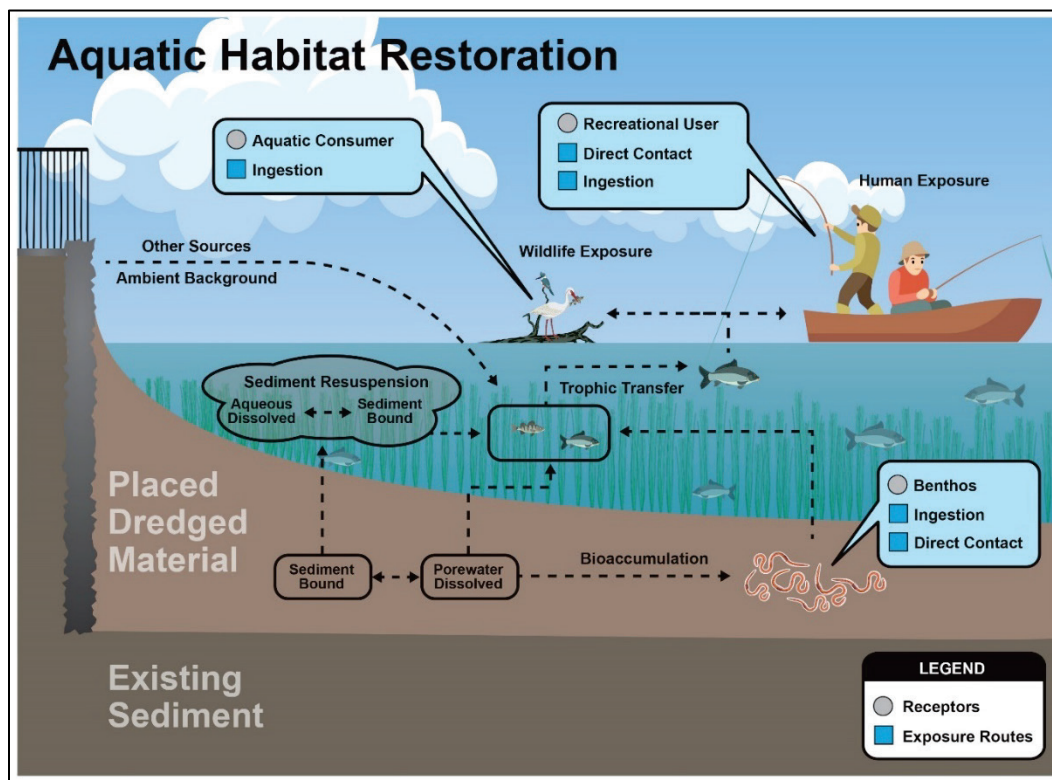 Aquatic Habitat Restoration
Aquatic Consumer
Ingestion
Recreational User
Direct Contact
Ingestion
Human Exposure
Other Sources
Ambient Background
Wildlife Exposure
Sediment Resuspension
Aqueous
Dissolved
Sediment
Bound
Trophic Transfer
Placed
Dredged
Material
Benthos
Ingestion
Direct Contact
Sediment
Bound
Porewater
Dissolved
Bioaccumulation
Existing
Sediment
LEGEND
Receptors
Exposure Routes